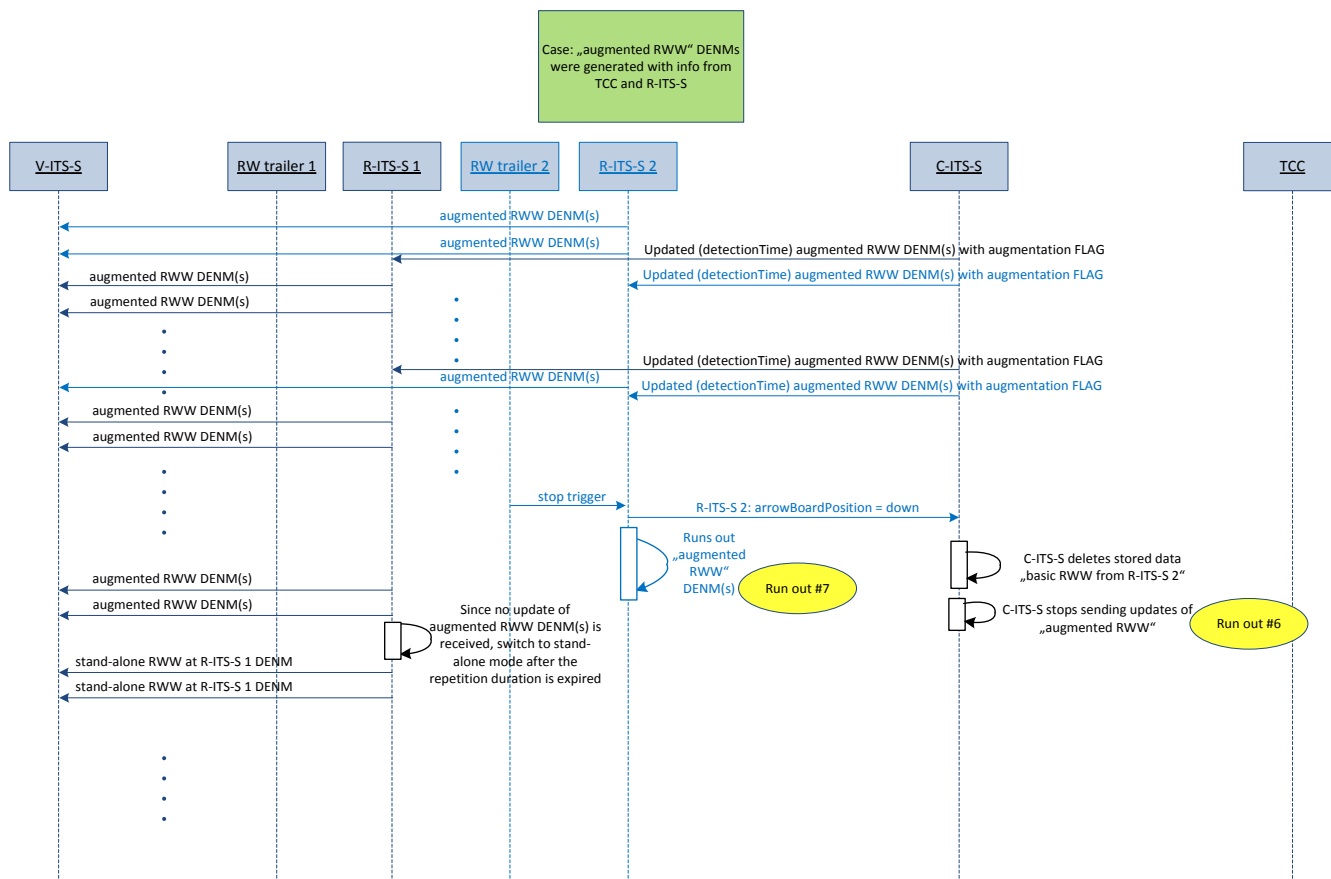 Case: „augmented RWW“ DENMs
were generated with info from
TCC and R-ITS-S
V-ITS-S
RW trailer 1
R-ITS-S 1
RW trailer 2
R-ITS-S 2
C-ITS-S
TCC
augmented RWW DENM(s)
augmented RWW DENM(s)
Updated (detectionTime) augmented RWW DENM(s) with augmentation FLAG
augmented RWW DENM(s)
Updated (detectionTime) augmented RWW DENM(s) with augmentation FLAG
augmented RWW DENM(s)
Updated (detectionTime) augmented RWW DENM(s) with augmentation FLAG
augmented RWW DENM(s)
Updated (detectionTime) augmented RWW DENM(s) with augmentation FLAG
augmented RWW DENM(s)
augmented RWW DENM(s)
stop trigger
R-ITS-S 2: arrowBoardPosition = down
Runs out
„augmented
RWW“
DENM(s)
Run out #7
C-ITS-S deletes stored data
„basic RWW from R-ITS-S 2“
augmented RWW DENM(s)
augmented RWW DENM(s)
C-ITS-S stops sending updates of
„augmented RWW“
Run out #6
Since no update of
augmented RWW DENM(s) is
received, switch to stand-
alone mode after the
repetition duration is expired
stand-alone RWW at R-ITS-S 1 DENM
stand-alone RWW at R-ITS-S 1 DENM